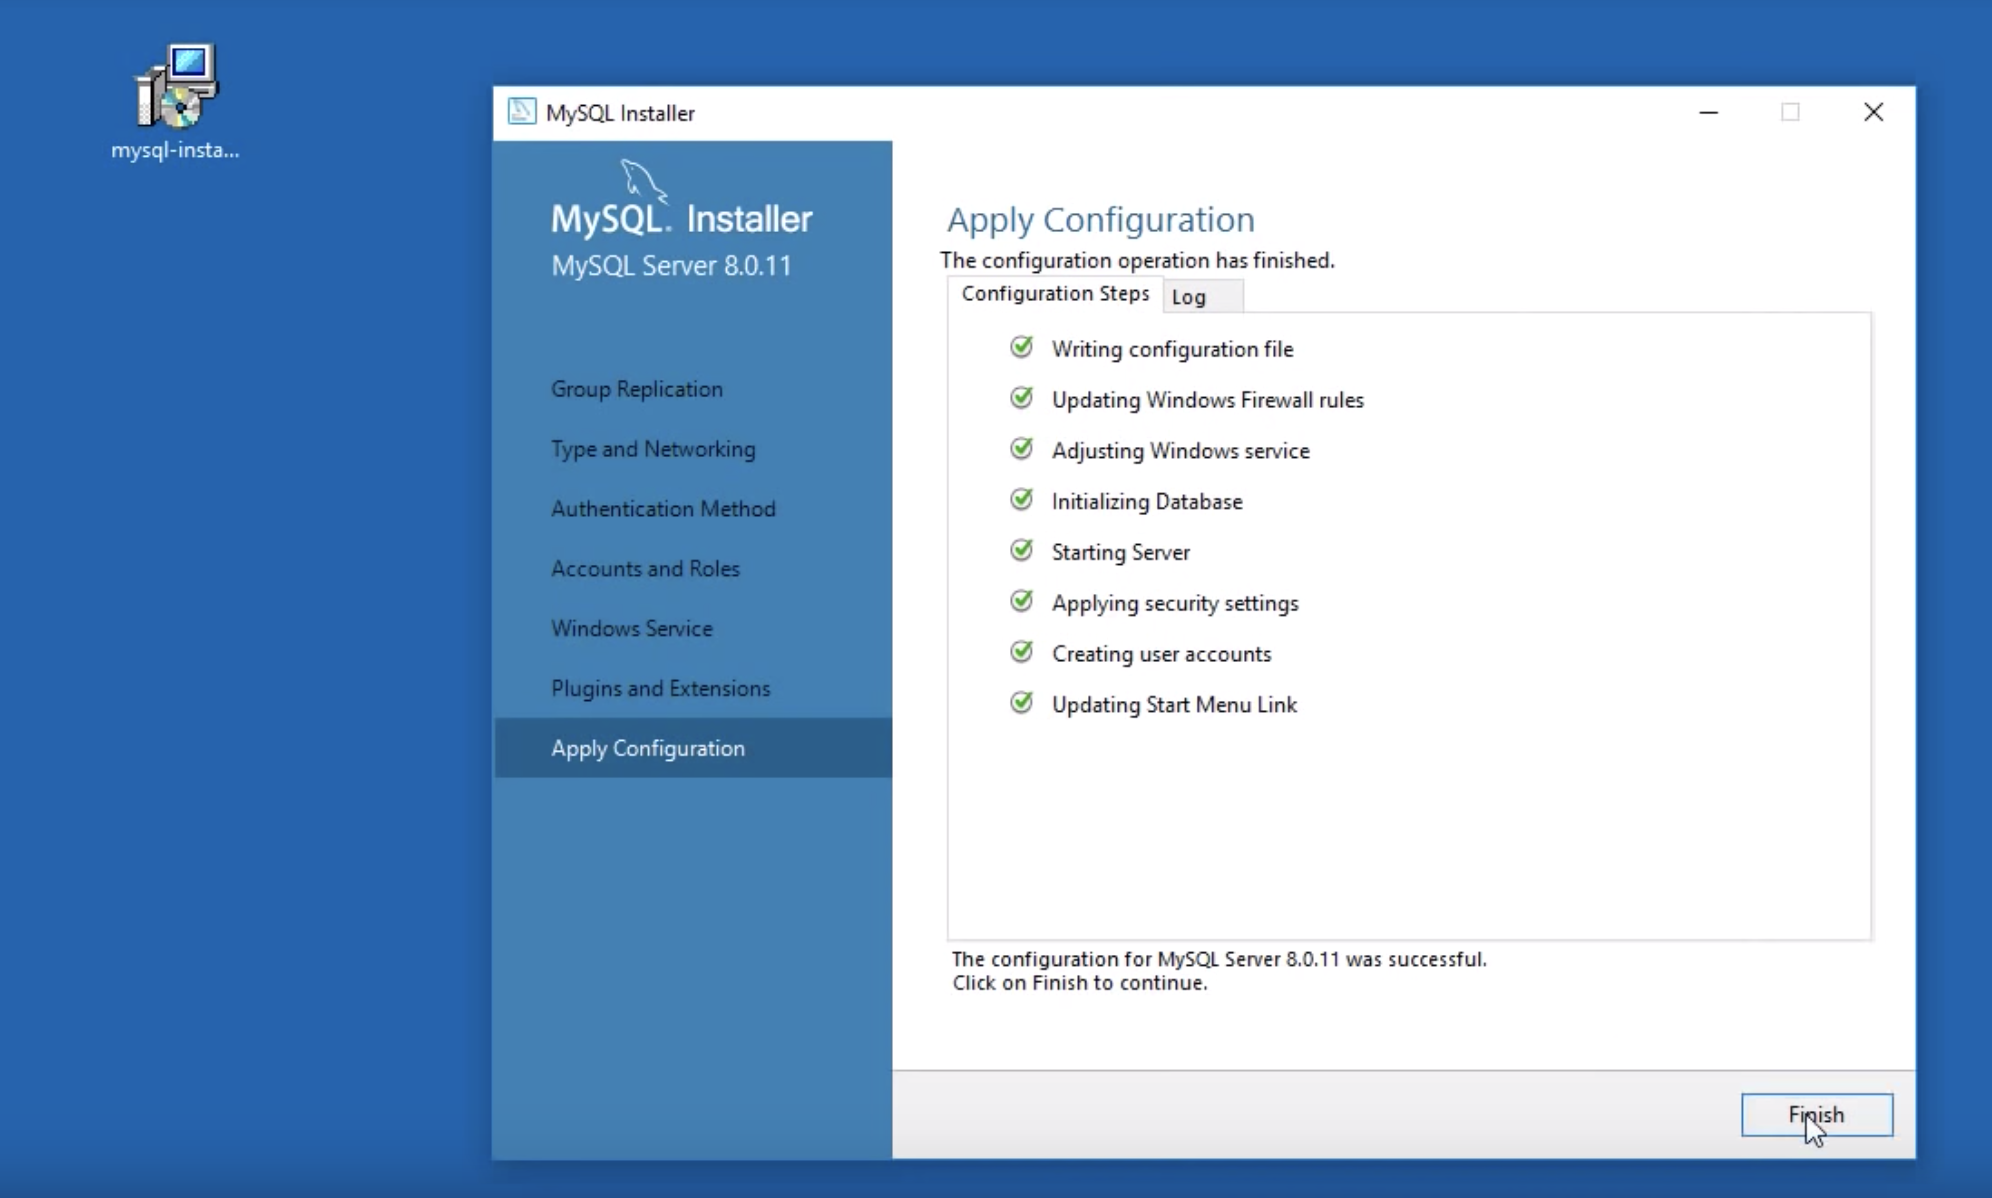 mysql-insta...
MySQL Installer
MySQL. Installer
MySQL Server 8.0.11
Group Replication
Type and Networking
Authentication Method
Accounts and Roles
Windows Service
Plugins and Extensions
Apply Configuration
Apply Configuration
The configuration operation has finished.
Configuration Steps
Log
Writing configuration file
Updating Windows Firewall rules
Adjusting Windows service
Initializing Database
Starting Server
Applying security settings
Creating user accounts
Updating Start Menu Link
The configuration for MySQL Server 8.0.11 was successful.
Click on Finish to continue.
Finish